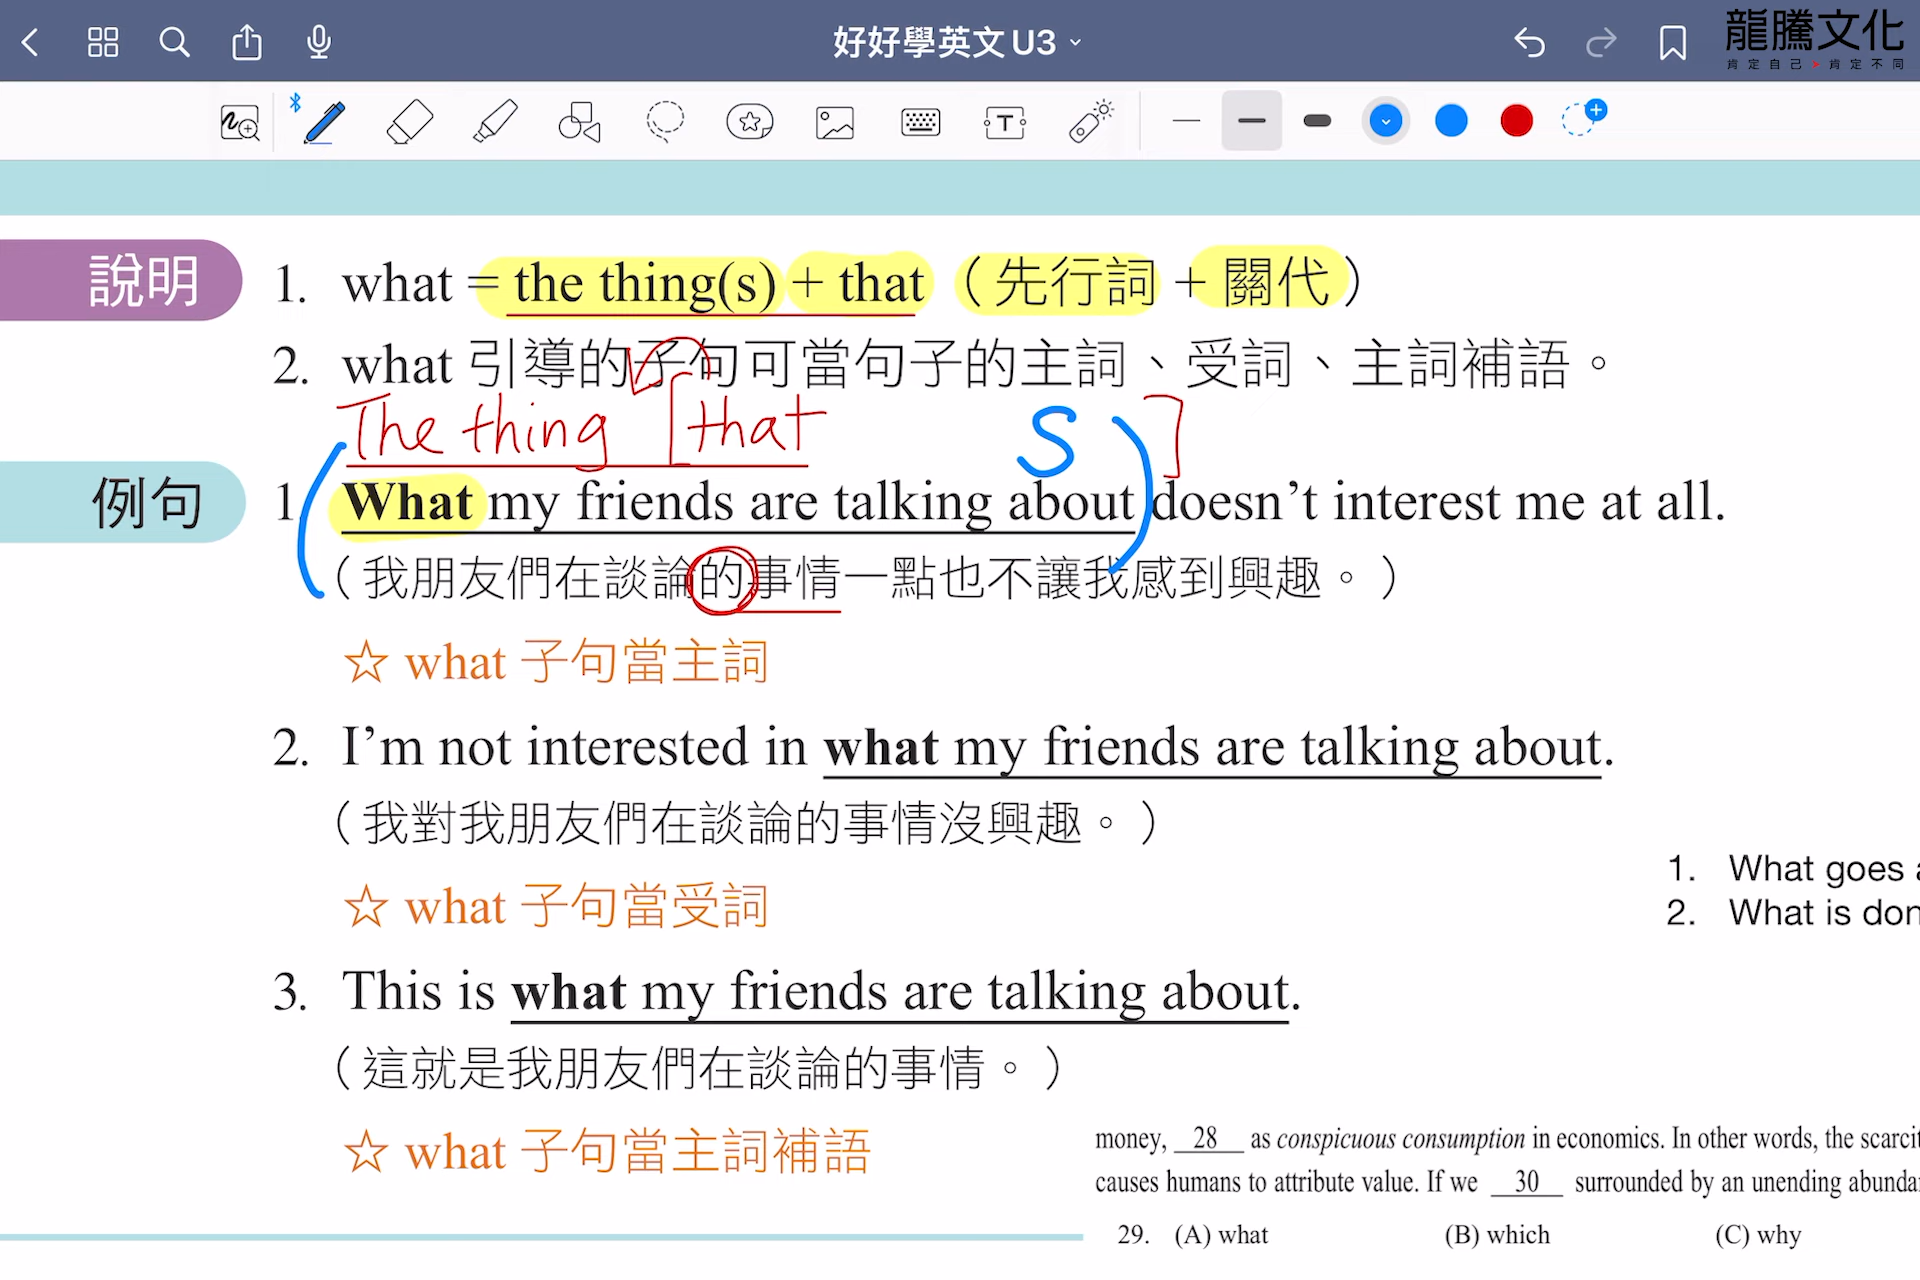 好好學英文 U3
龍騰文化
肯定自己 肯定不同
說明
1. what = the thing(s) + that （先行詞 + 關代）
2. what 引導的子句可當句子的主詞、受詞、主詞補語。
The thing [that
S ]
例句
1 What my friends are talking about doesn't interest me at all.
（我朋友們在談論的事情一點也不讓我感到興趣。）
☆ what 子句當主詞
2. I'm not interested in what my friends are talking about.
（我對我朋友們在談論的事情沒興趣。）
☆ what 子句當受詞
1. What goes
2. What is don
3. This is what my friends are talking about.
（這就是我朋友們在談論的事情。）
☆ what 子句當主詞補語
money, 28 as conspicuous consumption in economics. In other words, the scarcit
causes humans to attribute value. If we 30 surrounded by an unending abunda
29. (A) what (B) which (C) why